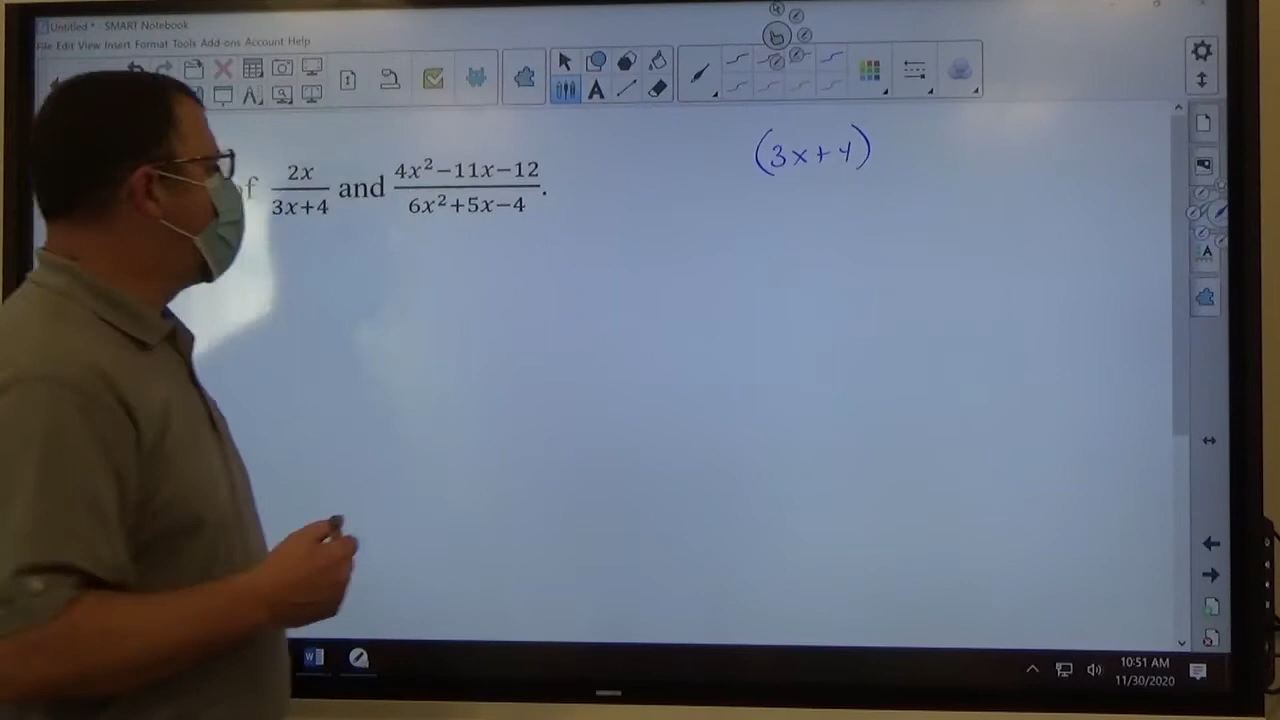 Untitled * - SMART Notebook
File Edit View Insert Format Tools Add-ons Account Help
(3x+4)
of 2x/3x+4 and 4x²−11x−12/6x²+5x−4.
10:51 AM
11/30/2020